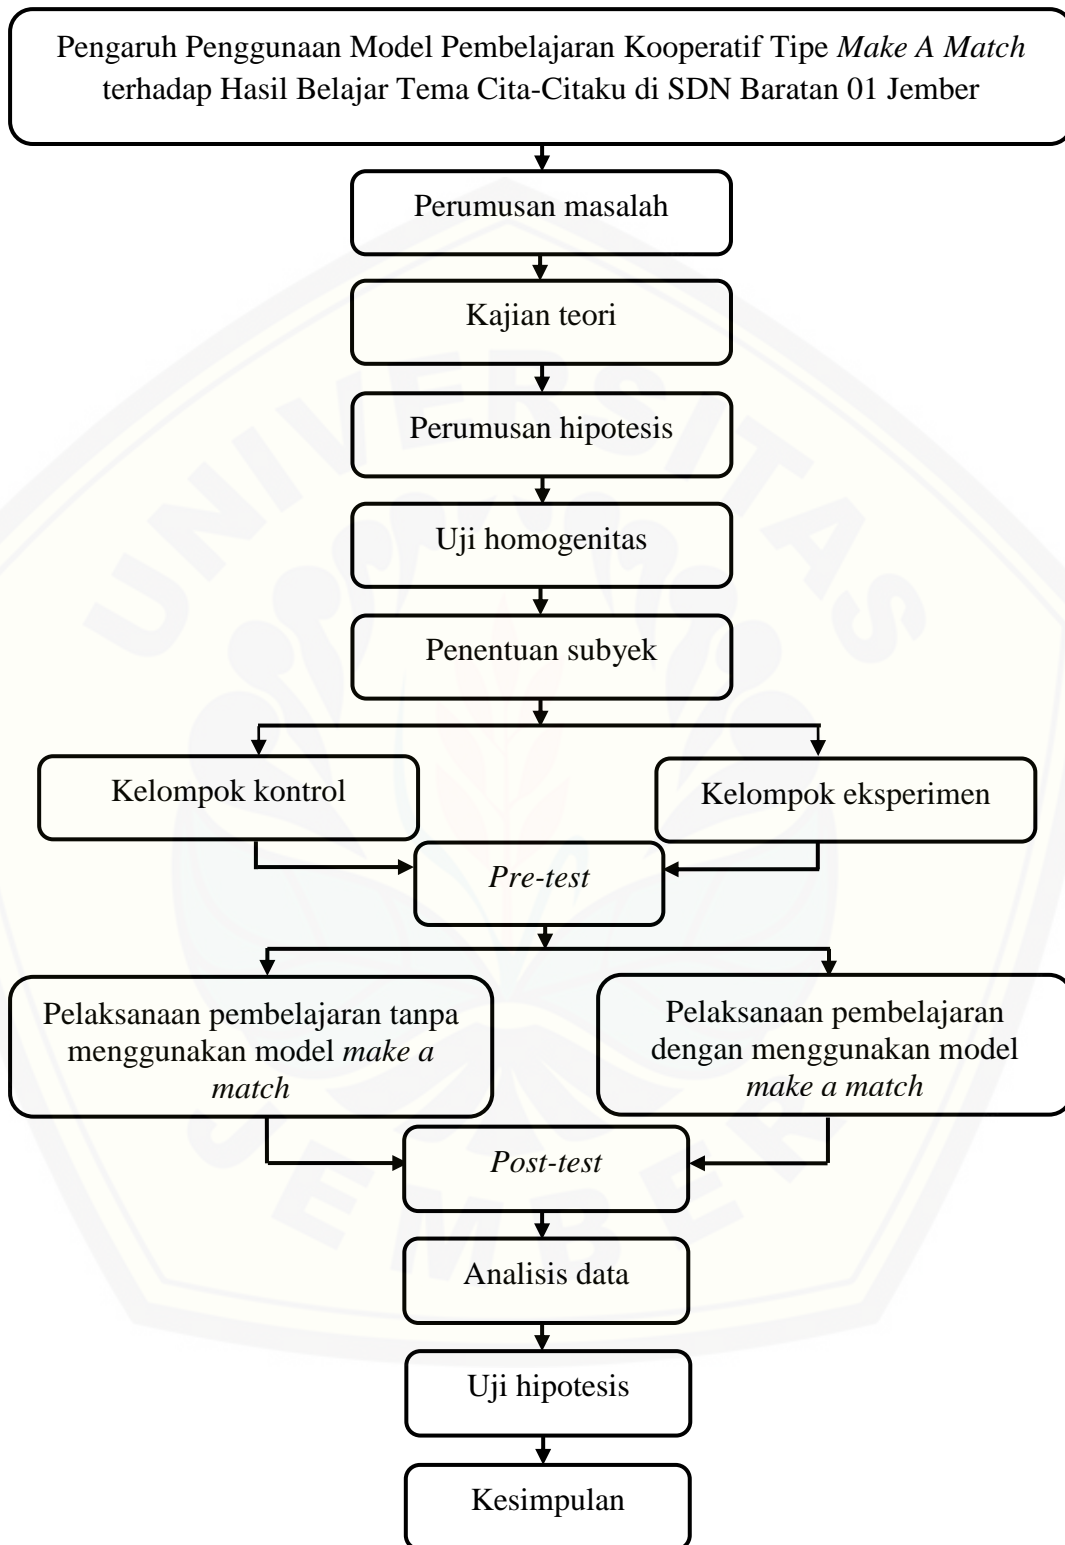 Pengaruh Penggunaan Model Pembelajaran Kooperatif Tipe Make A Match
terhadap Hasil Belajar Tema Cita-Citaku di SDN Baratan 01 Jember
Perumusan masalah
Kajian teori
Perumusan hipotesis
Uji homogenitas
Penentuan subyek
Kelompok kontrol
Kelompok eksperimen
Pre-test
Pelaksanaan pembelajaran tanpa
menggunakan model make a
match
Pelaksanaan pembelajaran
dengan menggunakan model
make a match
Post-test
Analisis data
Uji hipotesis
Kesimpulan
UNIVERSITAS
JEMBER